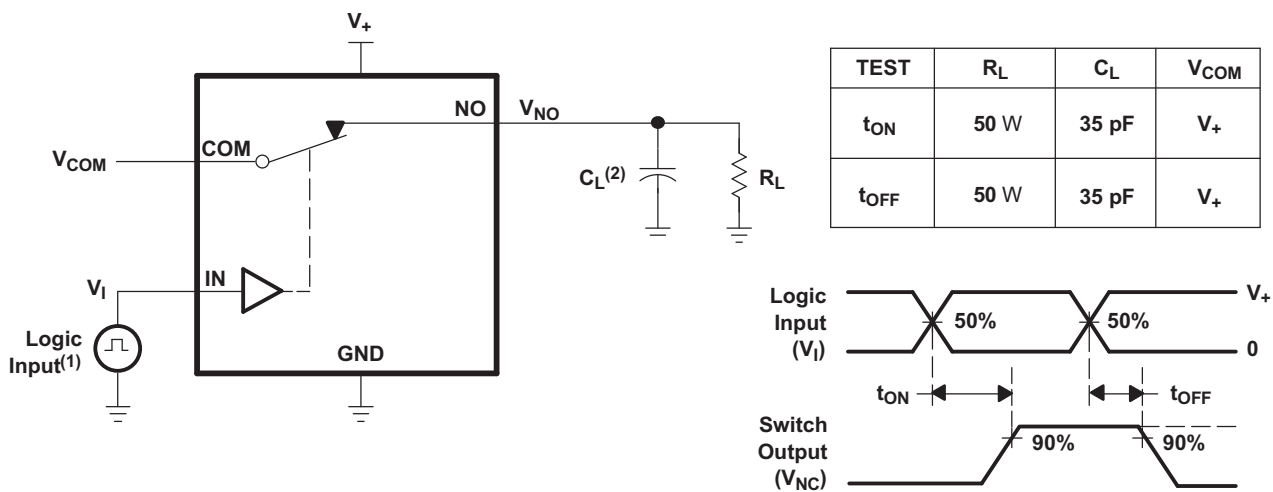 V+
NO
VNO
COM
VCOM
CL(2)
RL
IN
VI
Logic
Input(1)
GND
TEST RL CL VCOM
tON 50 W 35 pF V+
tOFF 50 W 35 pF V+
Logic
Input
(VI)
50%
50%
V+
0
tON
tOFF
Switch
Output
(VNC)
90%
90%